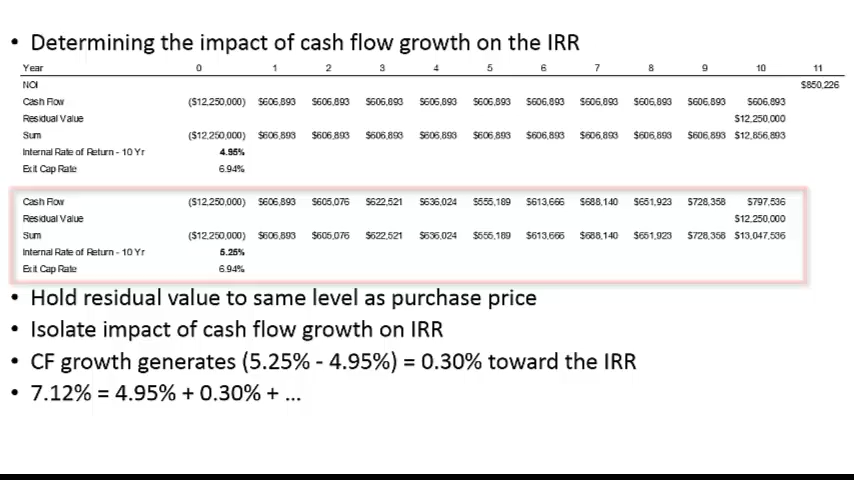 • Determining the impact of cash flow growth on the IRR
Year 0 1 2 3 4 5 6 7 8 9 10 11
NOI $850,226
Cash Flow ($12,250,000) $606,893 $606,893 $606,893 $606,893 $606,893 $606,893 $606,893 $606,893 $606,893 $606,893
Residual Value $12,250,000
Sum ($12,250,000) $606,893 $606,893 $606,893 $606,893 $606,893 $606,893 $606,893 $606,893 $606,893 $12,856,893
Internal Rate of Return - 10 Yr 4.95%
Exit Cap Rate 6.94%
Cash Flow ($12,250,000) $606,893 $605,076 $622,521 $636,024 $555,189 $613,666 $688,140 $651,923 $728,358 $797,536
Residual Value $12,250,000
Sum ($12,250,000) $606,893 $605,076 $622,521 $636,024 $555,189 $613,666 $688,140 $651,923 $728,358 $13,047,536
Internal Rate of Return - 10 Yr 5.25%
Exit Cap Rate 6.94%
• Hold residual value to same level as purchase price
• Isolate impact of cash flow growth on IRR
• CF growth generates (5.25% - 4.95%) = 0.30% toward the IRR
• 7.12% = 4.95% + 0.30% + ...